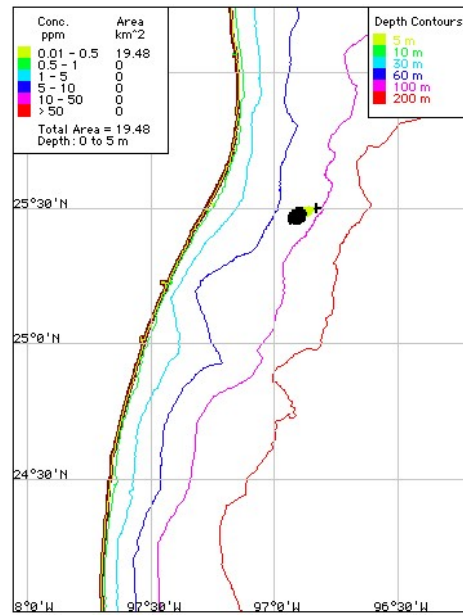 Conc. Area
ppm km^2
0.01 - 0.5 19.48
0.5 - 1 0
1 - 5 0
5 - 10 0
10 - 50 0
> 50 0
Total Area = 19.48
Depth: 0 to 5 m
Depth Contours
5 m
10 m
30 m
60 m
100 m
200 m
25°30'N
25°0'N
24°30'N
8°0'W 97°30'W 97°0'W 96°30'W